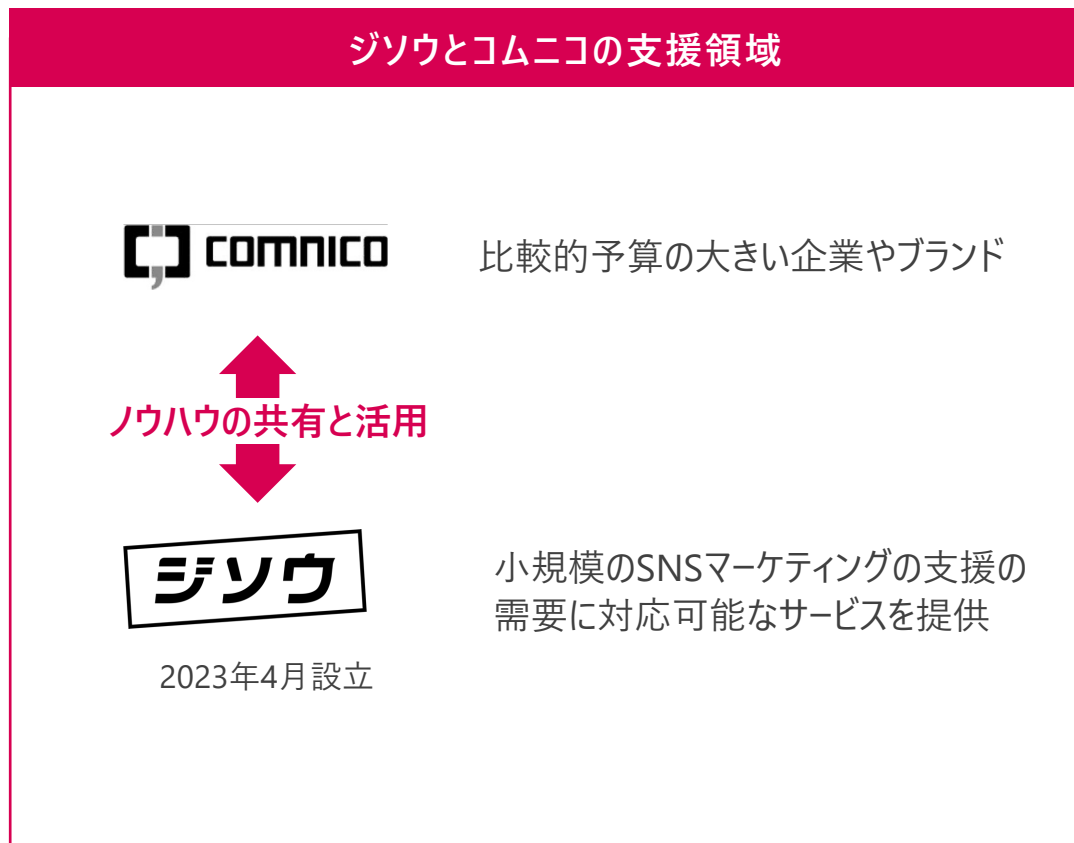 ジソウとコムニコの支援領域
comnico
比較的予算の大きい企業やブランド
ノウハウの共有と活用
ジソウ
小規模のSNSマーケティングの支援の
需要に対応可能なサービスを提供
2023年4月設立